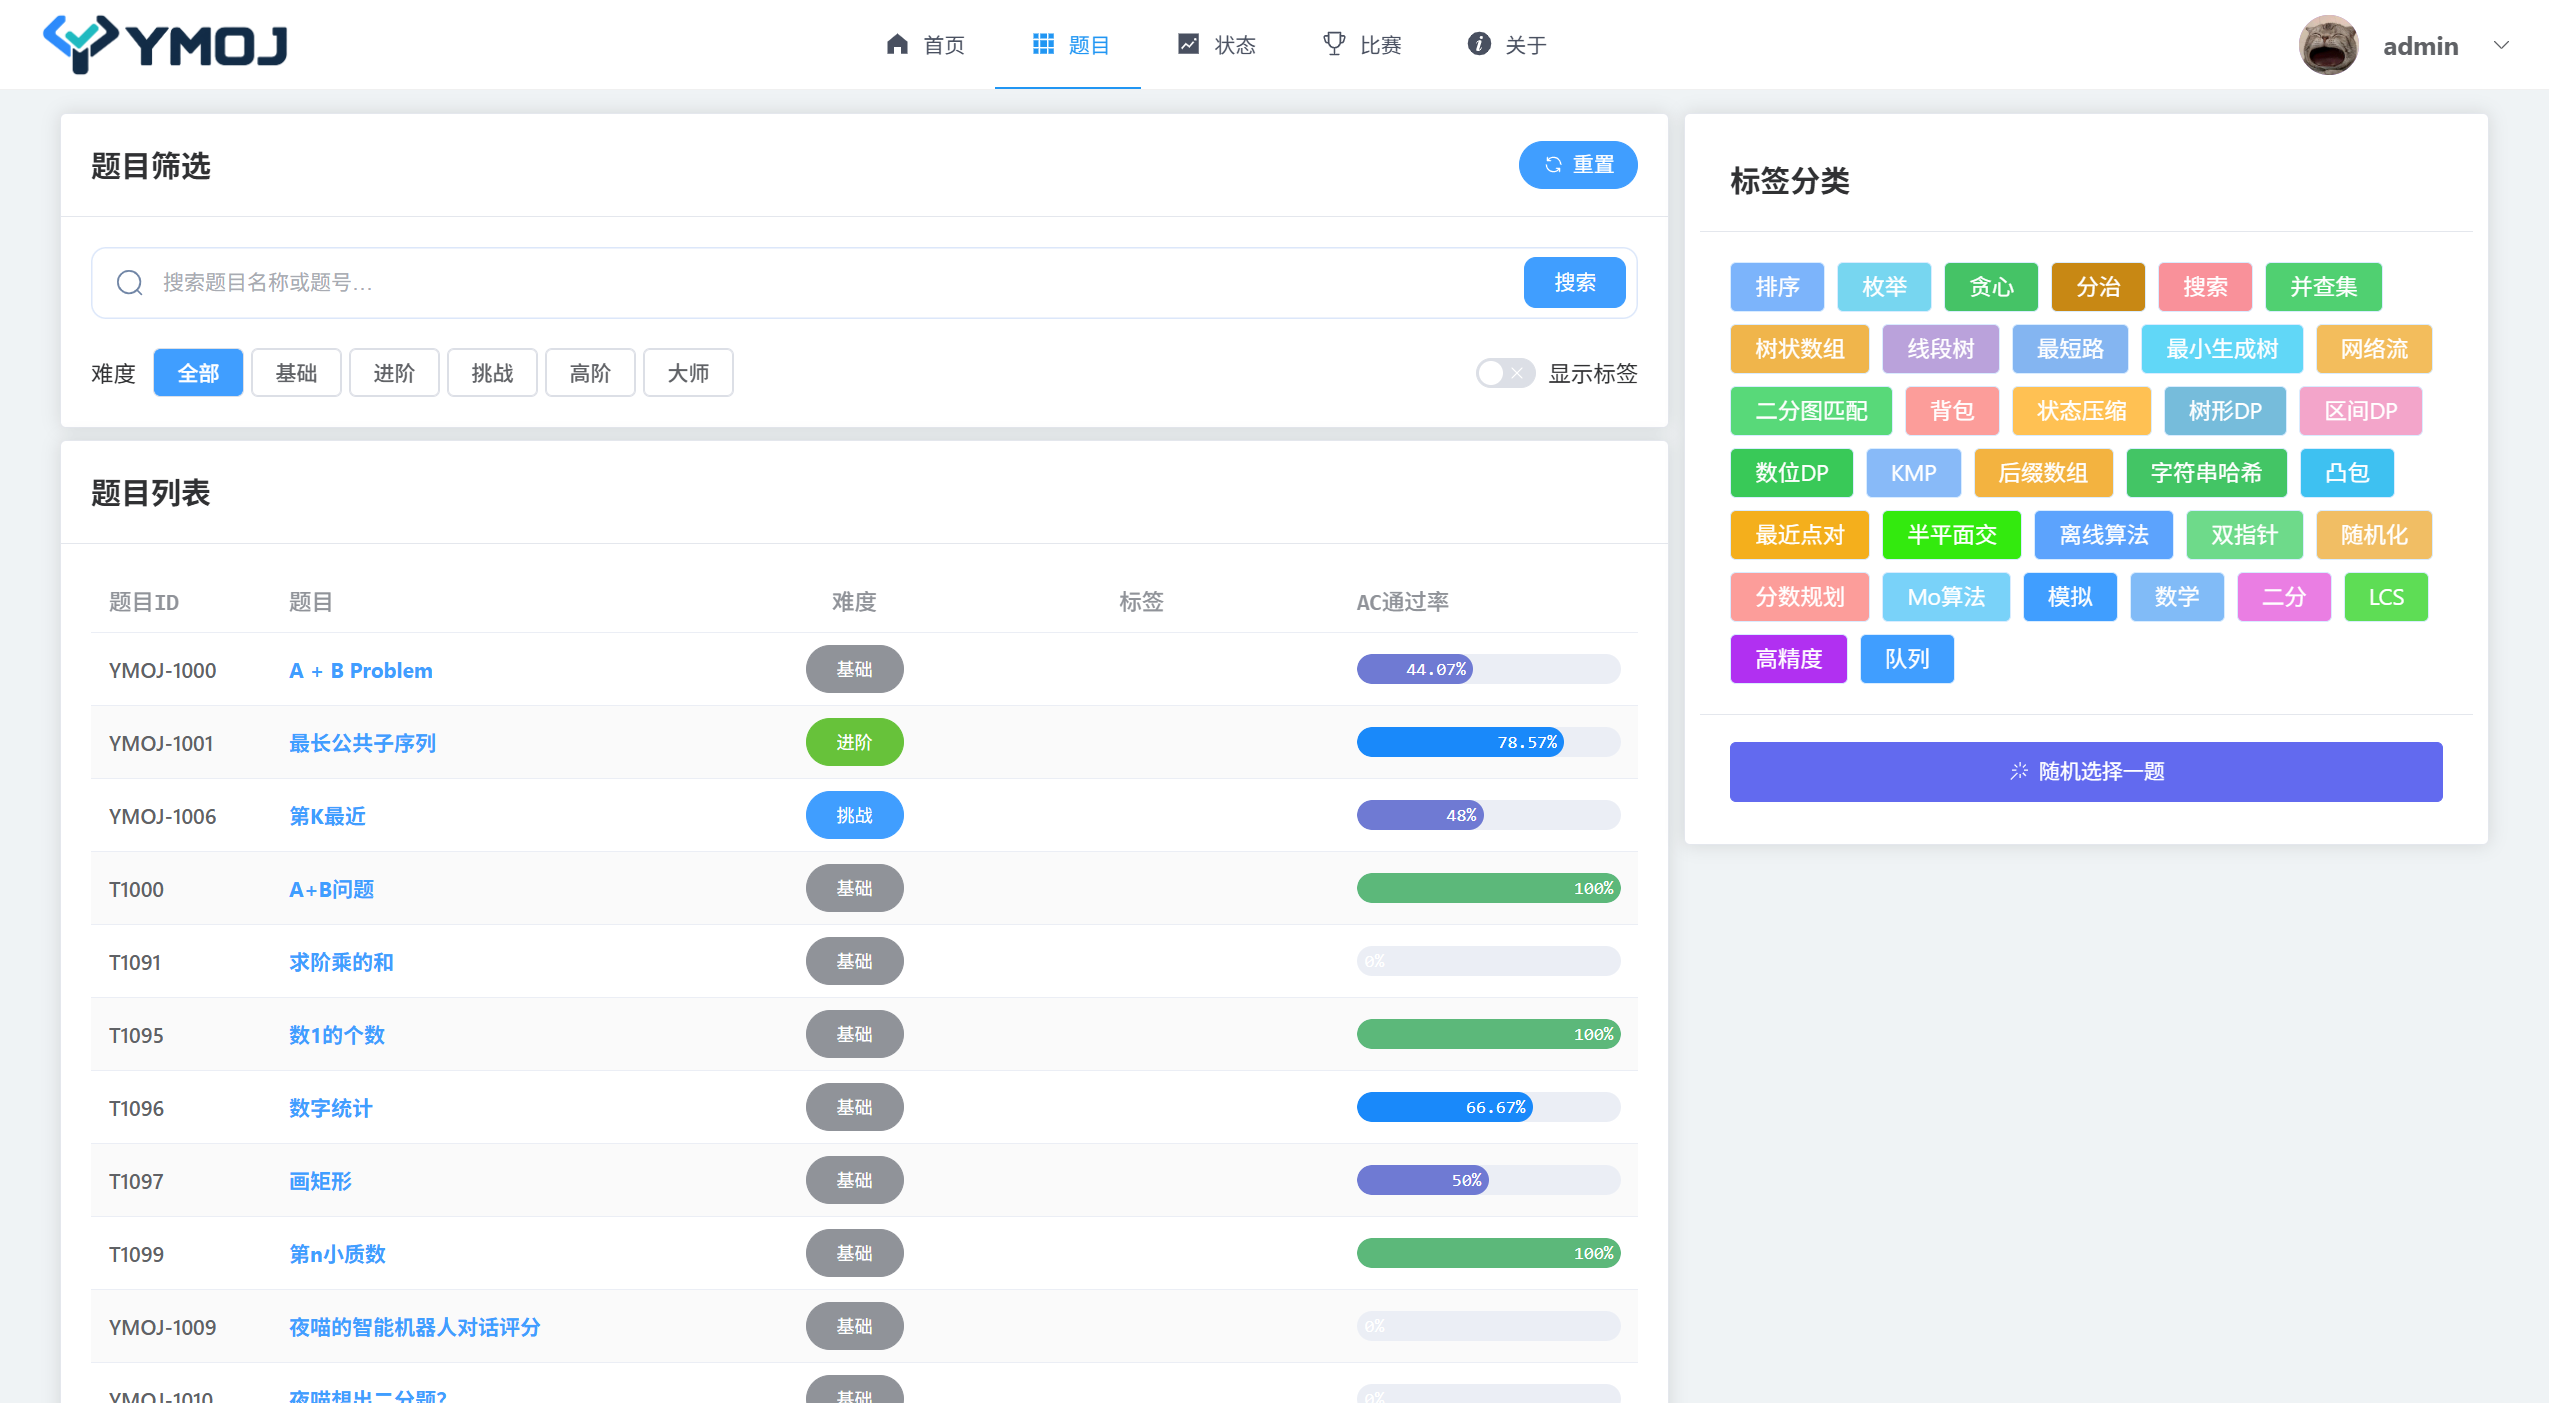 YMOJ 首页 题目 状态 比赛 关于 admin
题目筛选 重置
搜索题目名称或题号... 搜索
难度 全部 基础 进阶 挑战 高阶 大师 显示标签
题目列表
题目ID 题目 难度 标签 AC通过率
YMOJ-1000 A + B Problem 基础 44.07%
YMOJ-1001 最长公共子序列 进阶 78.57%
YMOJ-1006 第K最近 挑战 48%
T1000 A+B问题 基础 100%
T1091 求阶乘的和 基础 0%
T1095 数1的个数 基础 100%
T1096 数字统计 基础 66.67%
T1097 画矩形 基础 50%
T1099 第n小质数 基础 100%
YMOJ-1009 夜喵的智能机器人对话评分 基础 0%
YMOJ-1010 夜喵想出二分题? 基础 0%
标签分类
排序 枚举 贪心 分治 搜索 并查集
树状数组 线段树 最短路 最小生成树 网络流
二分图匹配 背包 状态压缩 树形DP 区间DP
数位DP KMP 后缀数组 字符串哈希 凸包
最近点对 半平面交 离线算法 双指针 随机化
分数规划 Mo算法 模拟 数学 二分 LCS
高精度 队列
随机选择一题